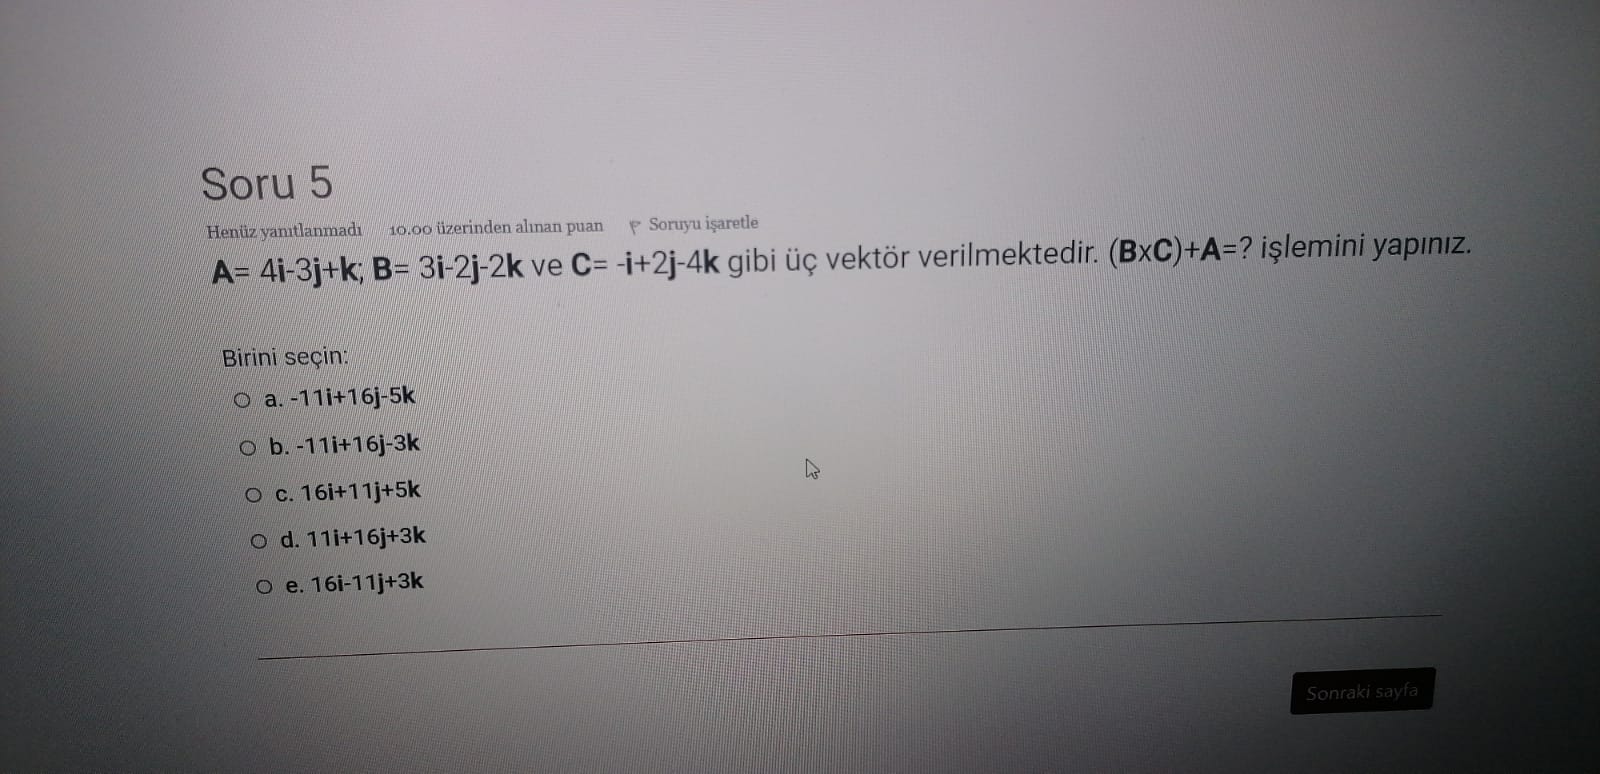 Soru 5
Henüz yanıtlanmadı 10.00 üzerinden alınan puan Soruyu işaretle
A= 4i-3j+k; B= 3i-2j-2k ve C= -i+2j-4k gibi üç vektör verilmektedir. (BxC)+A=? işlemini yapınız.
Birini seçin:
a. -11i+16j-5k
b. -11i+16j-3k
c. 16i+11j+5k
d. 11i+16j+3k
e. 16i-11j+3k
Sonraki sayfa